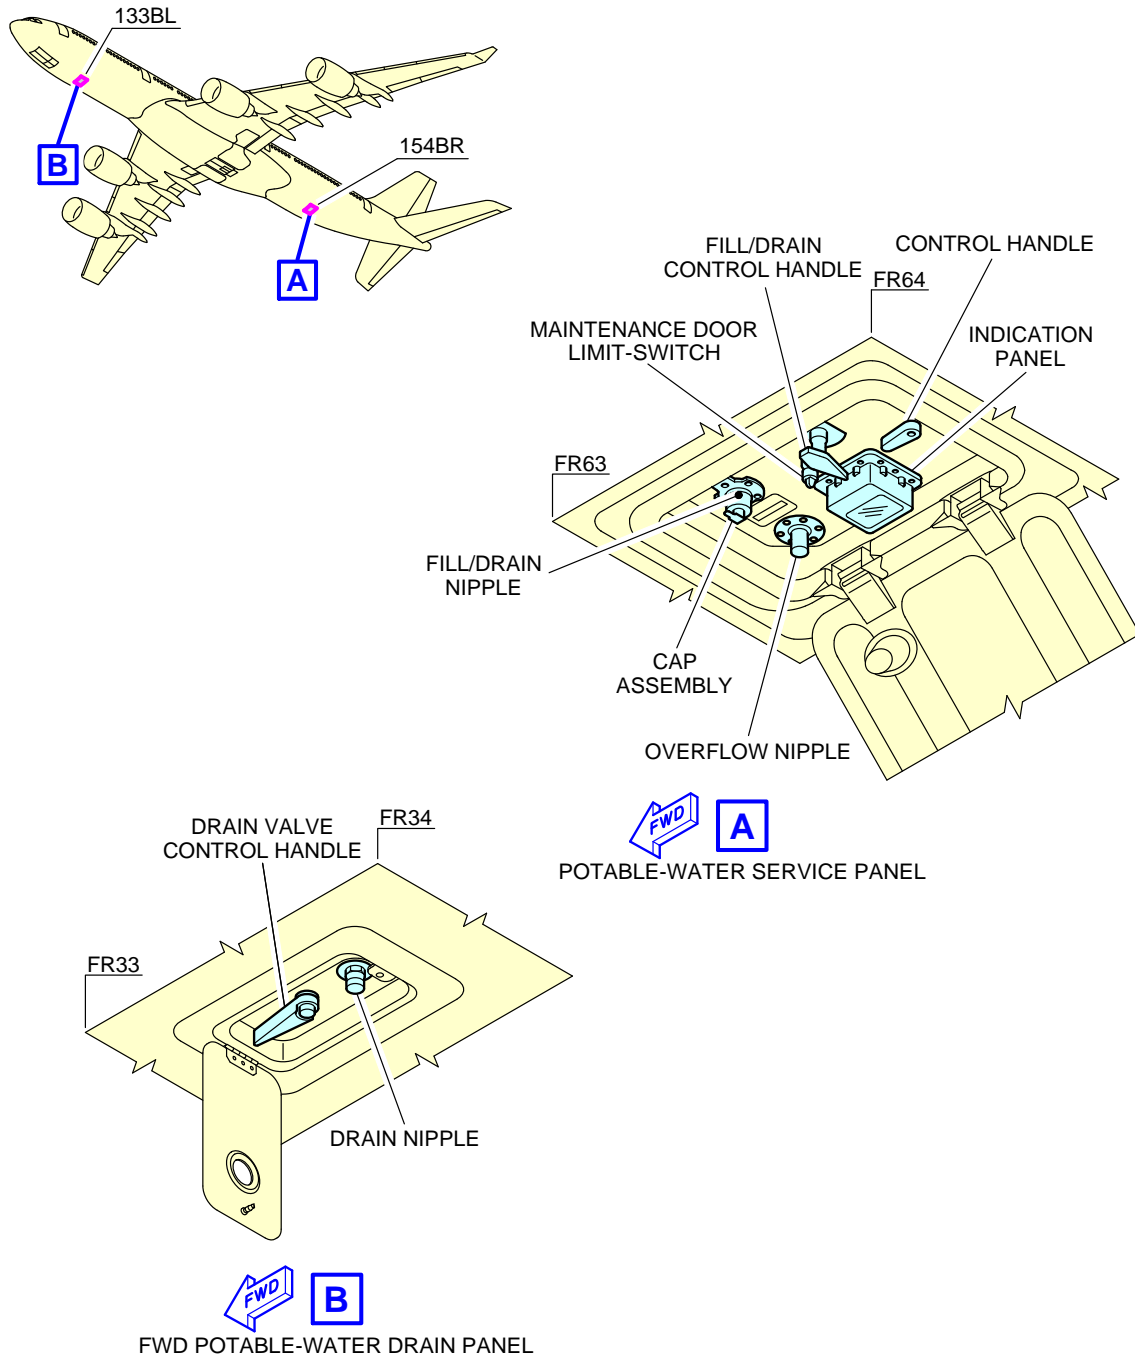 133BL
B
154BR
A
FILL/DRAIN
CONTROL HANDLE
CONTROL HANDLE
FR64
MAINTENANCE DOOR
LIMIT-SWITCH
INDICATION
PANEL
FR63
FILL/DRAIN
NIPPLE
CAP
ASSEMBLY
OVERFLOW NIPPLE
FWD
A
POTABLE-WATER SERVICE PANEL
DRAIN VALVE
CONTROL HANDLE
FR34
FR33
DRAIN NIPPLE
FWD
B
FWD POTABLE-WATER DRAIN PANEL